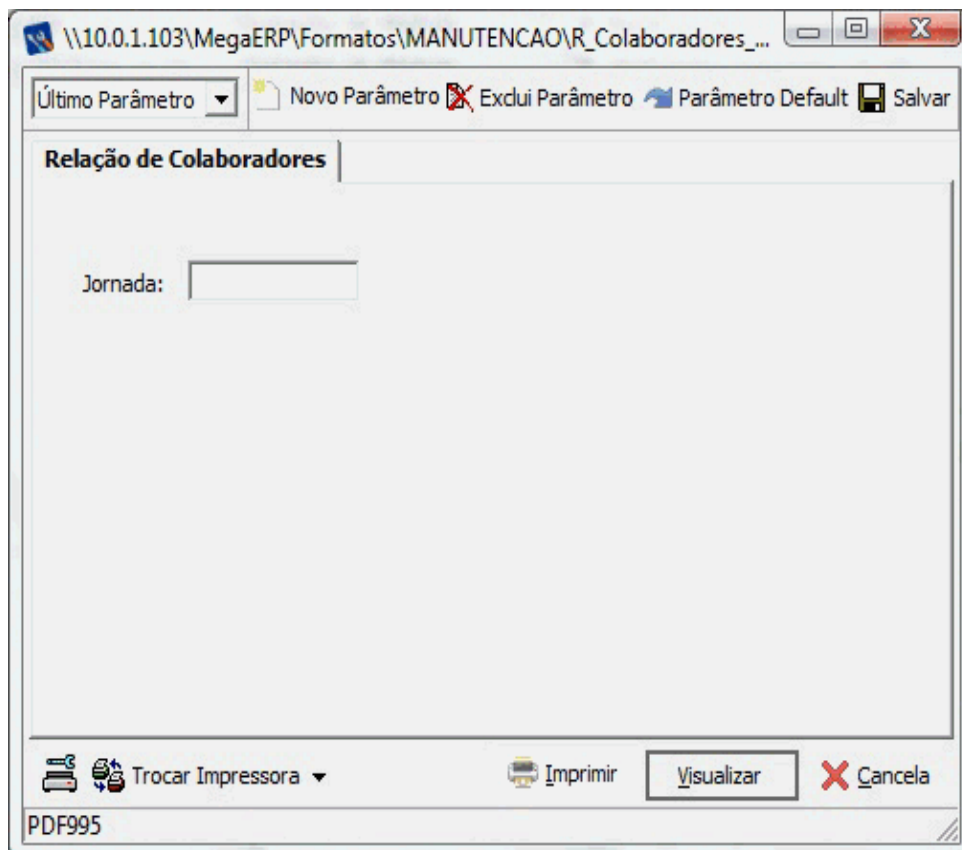 \\10.0.1.103\MegaERP\Formatos\MANUTENCAO\R_Colaboradores_...
Último Parâmetro Novo Parâmetro Exclui Parâmetro Parâmetro Default Salvar
Relação de Colaboradores
Jornada:
Trocar Impressora Imprimir Visualizar Cancela
PDF995